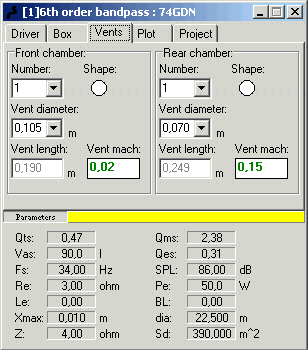 [1]6th order bandpass : 74GDN
Driver Box Vents Plot Project
Front chamber: Rear chamber:
Number: Shape: Number: Shape:
1 1
Vent diameter: Vent diameter:
0,105 m 0,070 m
Vent length: Vent mach: Vent length: Vent mach:
0,190 m 0,02 0,249 m 0,15
Parameters
Qts: 0,47 Qms: 2,38
Vas: 90,0 l Qes: 0,31
Fs: 34,00 Hz SPL: 86,00 dB
Re: 3,00 ohm Pe: 50,0 W
Le: 0,00 BL: 0,00
Xmax: 0,010 m dia: 22,500 m
Z: 4,00 ohm Sd: 390,000 m^2